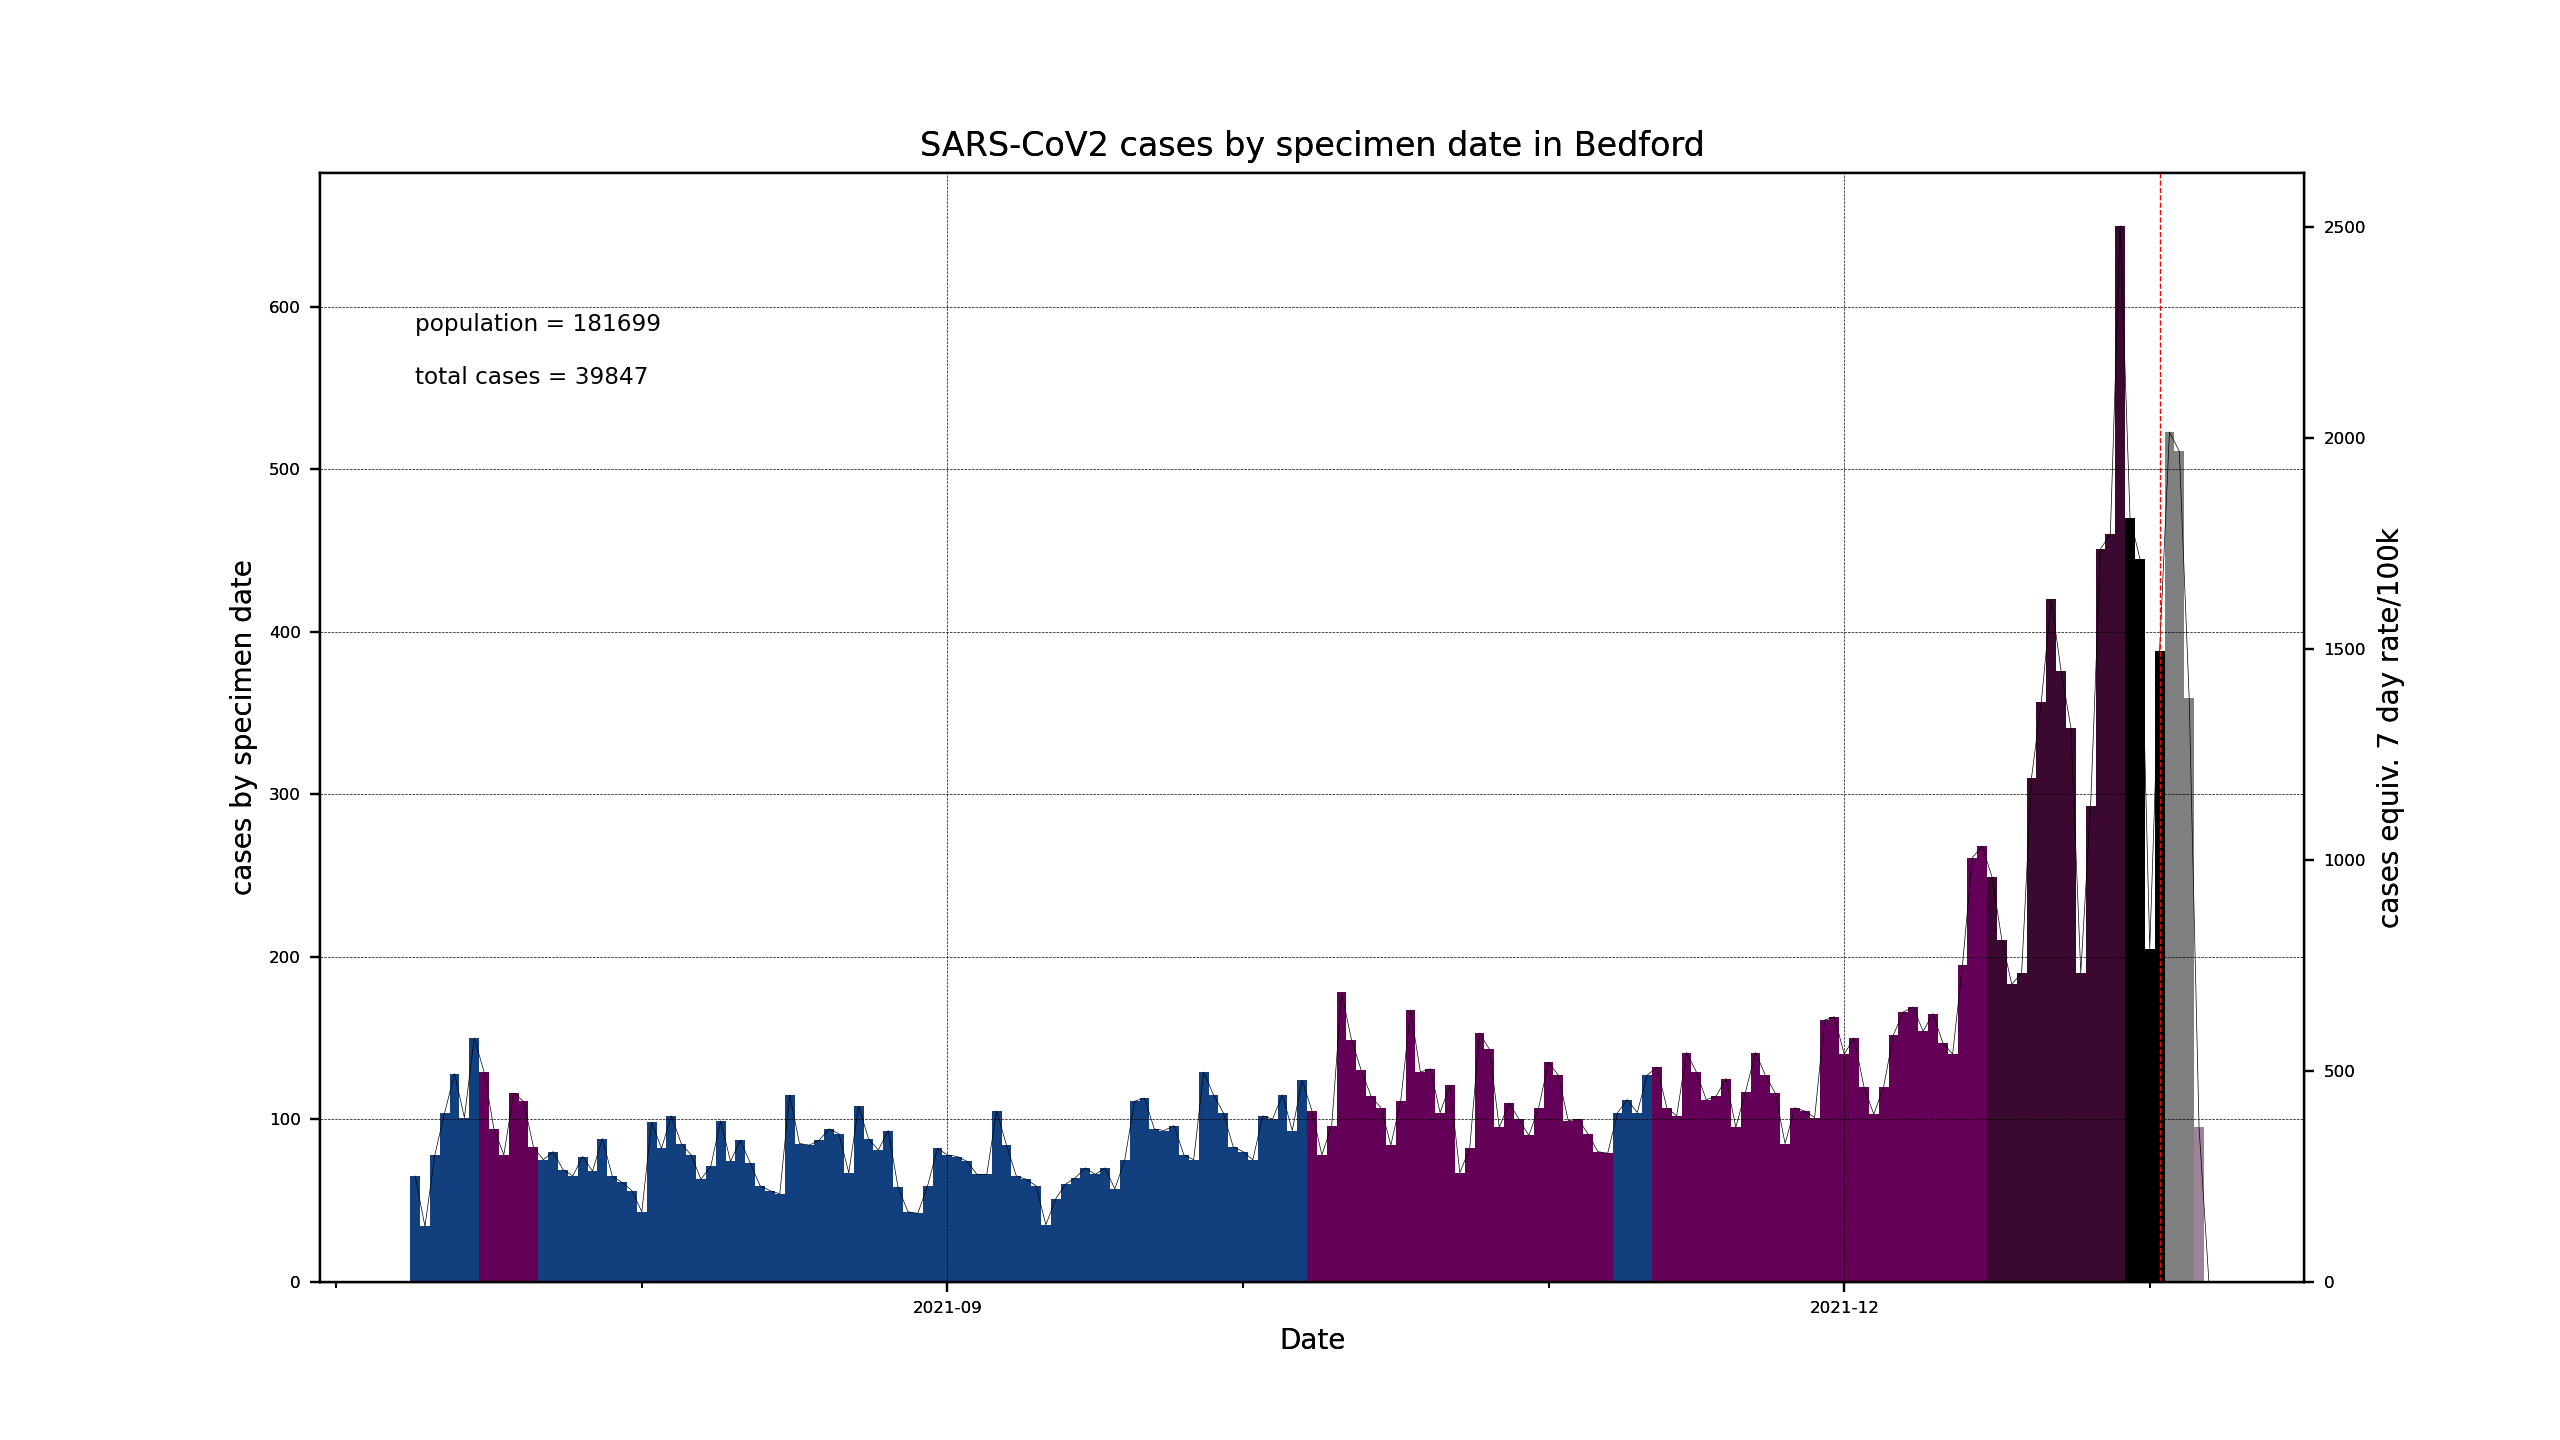 SARS-CoV2 cases by specimen date in Bedford
population = 181699
total cases = 39847
cases by specimen date
600
500
400
300
200
100
0
2500
2000
1500
1000
500
0
cases equiv. 7 day rate/100k
2021-09
2021-12
Date